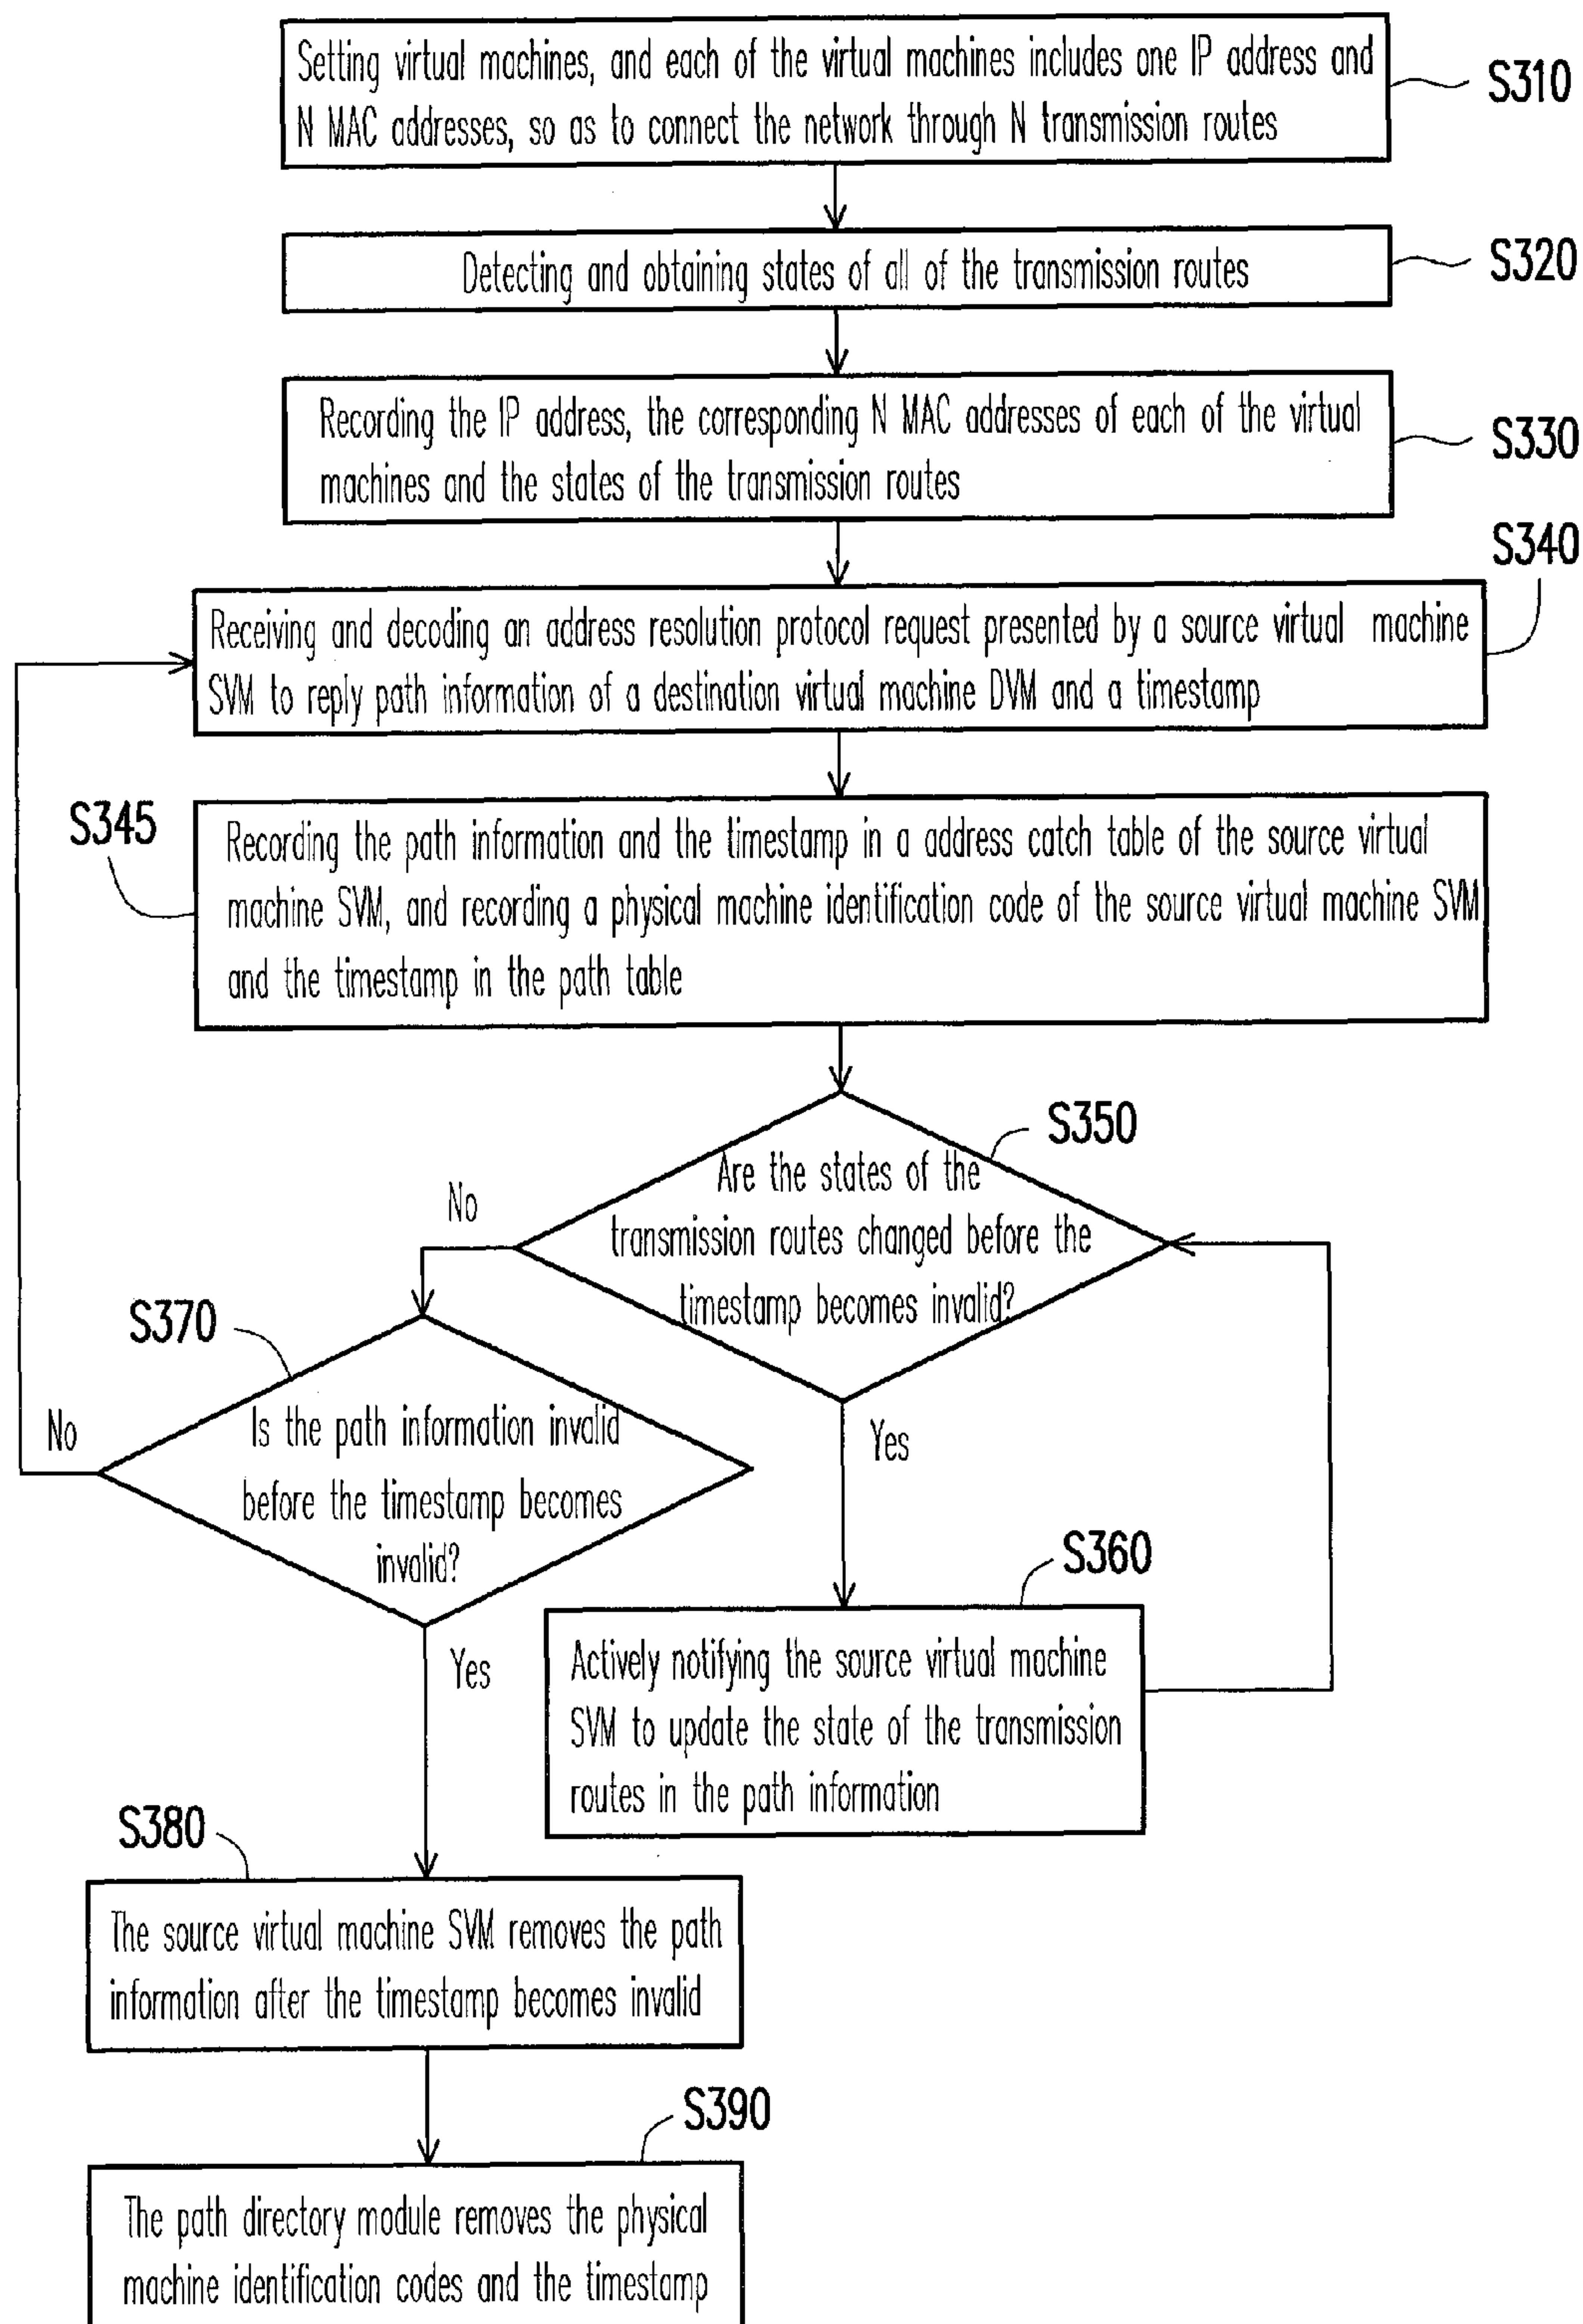 Setting virtual machines, and each of the virtual machines includes one IP address and
N MAC addresses, so as to connect the network through N transmission routes
S310
Detecting and obtaining states of all of the transmission routes
S320
Recording the IP address, the corresponding N MAC addresses of each of the virtual
machines and the states of the transmission routes
S330
S340
Receiving and decoding an address resolution protocol request presented by a source virtual machine
SVM to reply path information of a destination virtual machine DVM and a timestamp
S345
Recording the path information and the timestamp in a address catch table of the source virtual
machine SVM, and recording a physical machine identification code of the source virtual machine SVM
and the timestamp in the path table
S350
Are the states of the
transmission routes changed before the
timestamp becomes invalid?
No
Yes
S370
Is the path information invalid
before the timestamp becomes
invalid?
No
Yes
S360
Actively notifying the source virtual machine
SVM to update the state of the transmission
routes in the path information
S380
The source virtual machine SVM removes the path
information after the timestamp becomes invalid
S390
The path directory module removes the physical
machine identification codes and the timestamp